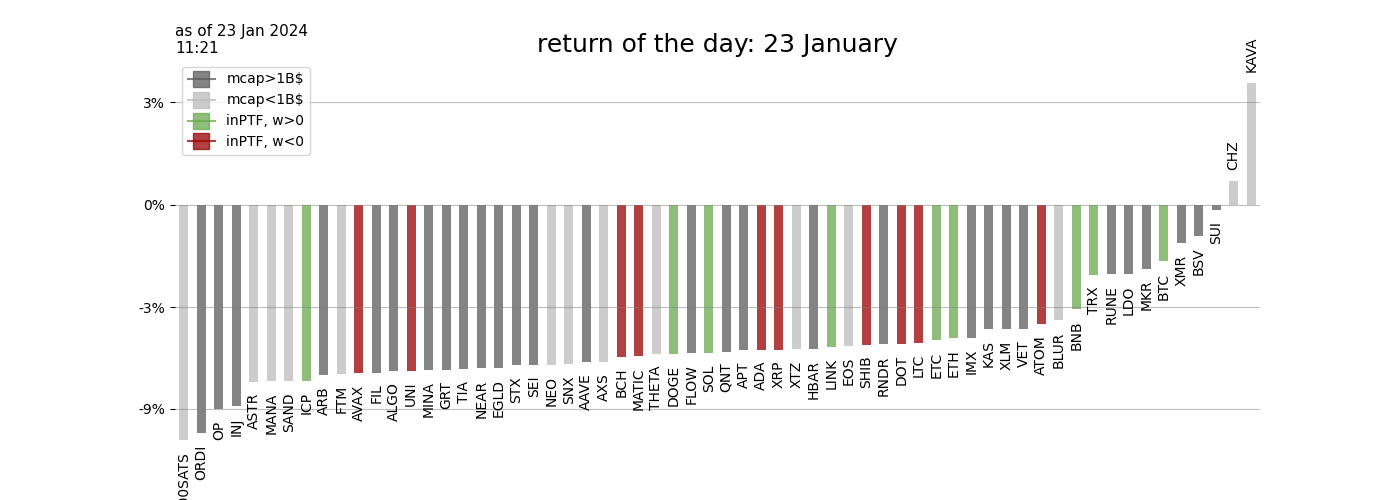 as of 23 Jan 2024
11:21
return of the day: 23 January
mcap>1B$
mcap<1B$
inPTF, w>0
inPTF, w<0
3%
0%
-3%
-9%
00SATS
ORDI
OP
INJ
ASTR
MANA
SAND
ICP
ARB
FTM
AVAX
FIL
ALGO
UNI
MINA
GRT
TIA
NEAR
EGLD
STX
SEI
NEO
SNX
AAVE
AXS
BCH
MATIC
THETA
DOGE
FLOW
SOL
QNT
APT
ADA
XRP
XTZ
HBAR
LINK
EOS
SHIB
RNDR
DOT
LTC
ETC
ETH
IMX
KAS
XLM
VET
ATOM
BLUR
BNB
TRX
RUNE
LDO
MKR
BTC
XMR
BSV
SUI
CHZ
KAVA